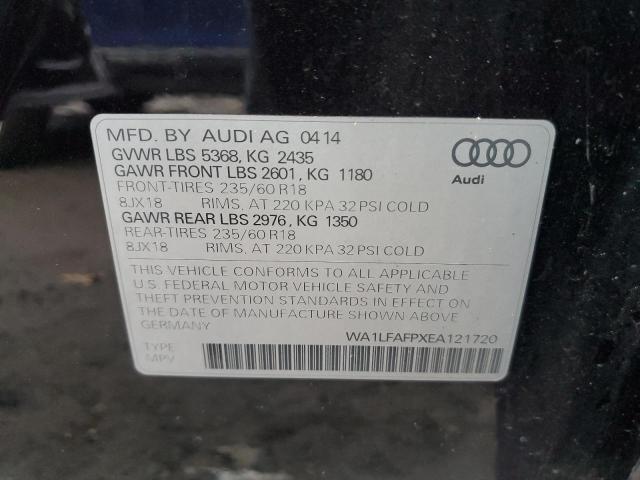 MFD. BY AUDI AG 0414
GVWR LBS 5368, KG 2435
GAWR FRONT LBS 2601, KG 1180
FRONT-TIRES 235/60 R18
8JX18 RIMS, AT 220 KPA 32 PSI COLD
GAWR REAR LBS 2976, KG 1350
REAR-TIRES 235/60 R18
8JX18 RIMS, AT 220 KPA 32 PSI COLD
Audi
THIS VEHICLE CONFORMS TO ALL APPLICABLE
U.S. FEDERAL MOTOR VEHICLE SAFETY AND
THEFT PREVENTION STANDARDS IN EFFECT ON
THE DATE OF MANUFACTURE SHOWN ABOVE
GERMANY
WA1LFAFPXEA121720
TYPE
MPV